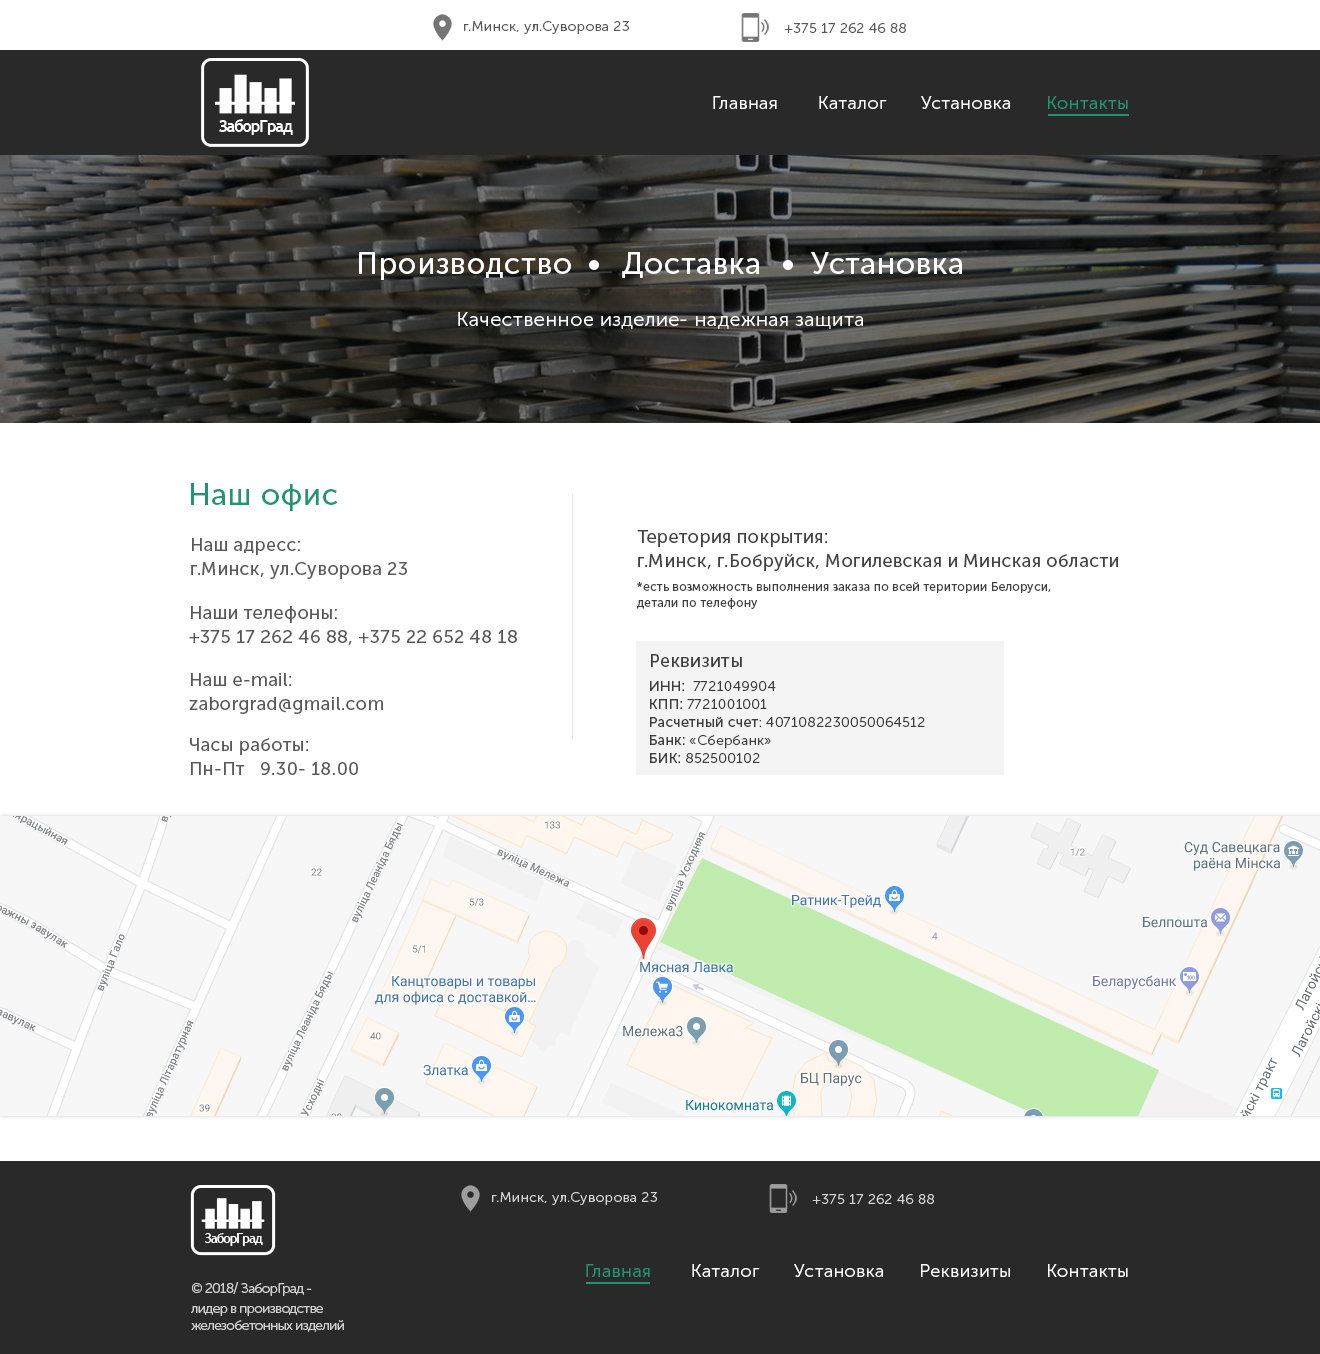 г.Минск, ул.Суворова 23
+375 17 262 46 88
ЗаборГрад
Главная Каталог Установка Контакты
Производство • Доставка • Установка
Качественное изделие- надежная защита
Наш офис
Наш адресс:
г.Минск, ул.Суворова 23
Наши телефоны:
+375 17 262 46 88, +375 22 652 48 18
Наш e-mail:
zaborgrad@gmail.com
Часы работы:
Пн-Пт 9.30- 18.00
Теретория покрытия:
г.Минск, г.Бобруйск, Могилевская и Минская области
*есть возможность выполнения заказа по всей територии Белоруси,
детали по телефону
Реквизиты
ИНН: 7721049904
КПП: 7721001001
Расчетный счет: 4071082230050064512
Банк: «Сбербанк»
БИК: 852500102
133
вуліца Мележа
вуліца Усходняя
вуліца Леаніда Бяды
22
5/3
5/1
1/2
4
Суд Савецкага
раёна Мінска
Ратник-Трейд
Белпошта
Беларусбанк
завулак
вуліца Гало
Мясная Лавка
Канцтовары и товары
для офиса с доставкой...
вуліца Леаніда Бяды
завулак
вуліца Літаратурная
40
Мележа3
Златка
БЦ Парус
39
Кинокомната
ЗаборГрад
г.Минск, ул.Суворова 23
+375 17 262 46 88
Главная Каталог Установка Реквизиты Контакты
© 2018/ ЗаборГрад -
лидер в производстве
железобетонных изделий